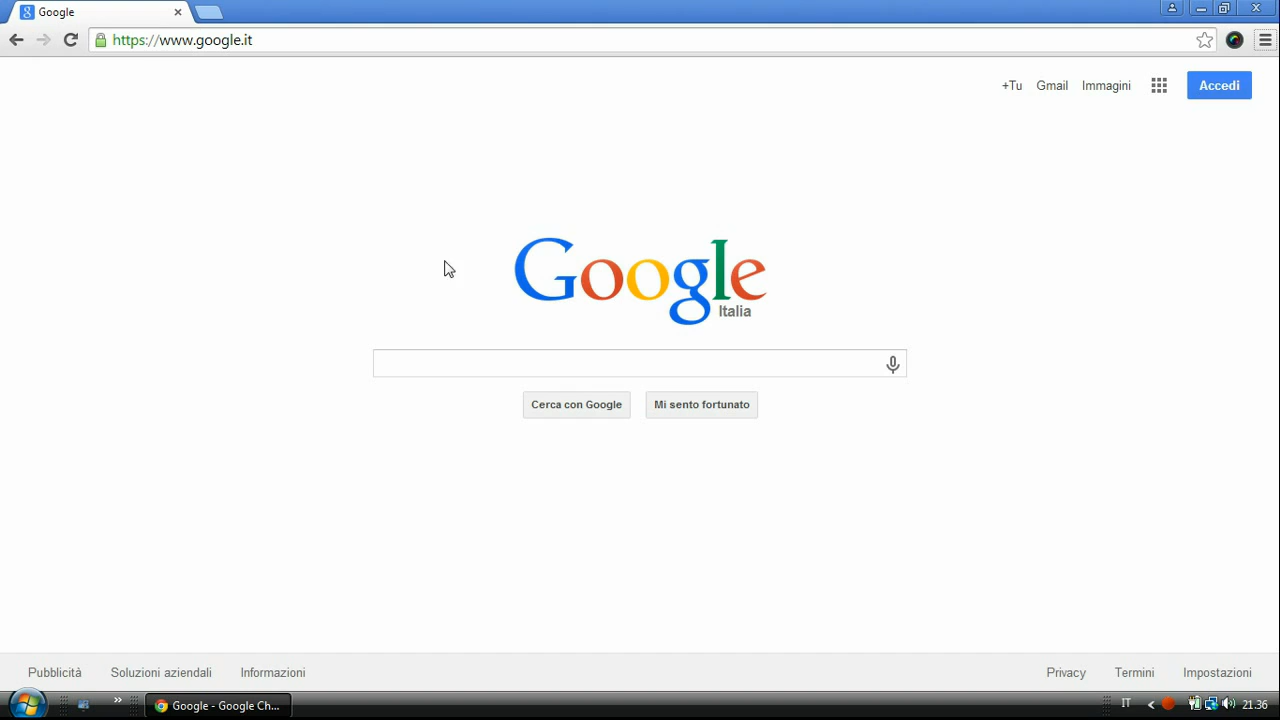 Google
https://www.google.it
+Tu Gmail Immagini Accedi
Google
Italia
Cerca con Google Mi sento fortunato
Pubblicità Soluzioni aziendali Informazioni Privacy Termini Impostazioni
Google - Google Ch... IT 21.36